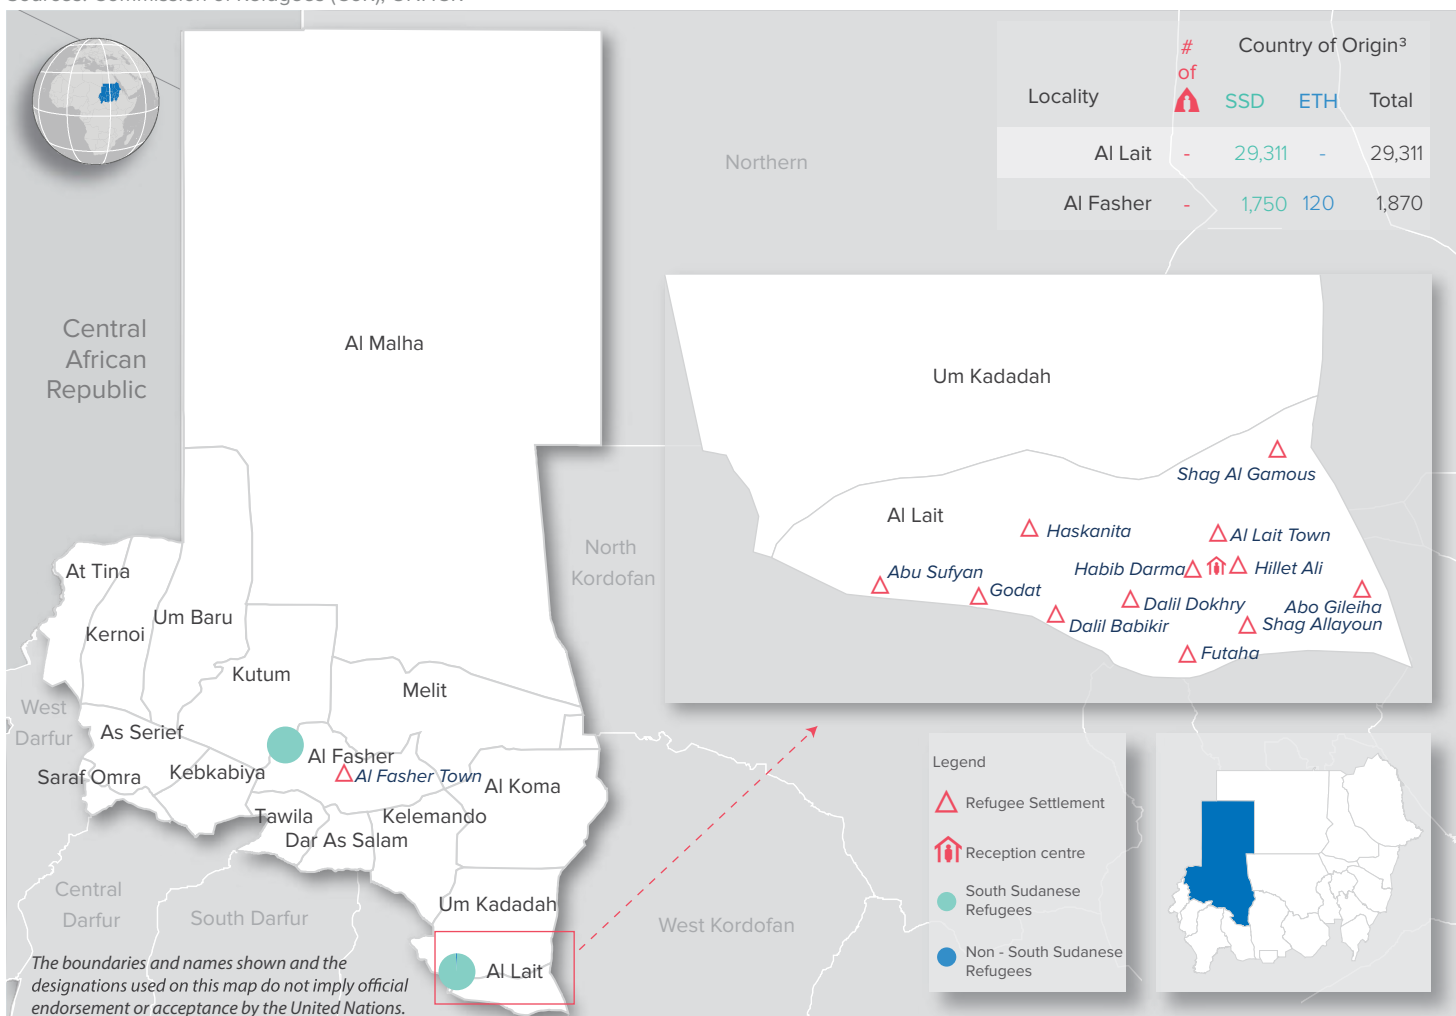 Sources: Commission of Refugees (COR), UNHCR
#
of
Country of Origin³
Locality
SSD
ETH
Total
Al Lait - 29,311 - 29,311
Al Fasher - 1,750 120 1,870
Northern
Central
African
Republic
Al Malha
North
Kordofan
At Tina
Kernoi
Um Baru
Kutum
Melit
West
Darfur
As Serief
Saraf Omra
Kebkabiya
Al Fasher
Al Fasher Town
Al Koma
Tawila
Kelemando
Dar As Salam
Central
Darfur
South Darfur
Um Kadadah
West Kordofan
Al Lait
Um Kadadah
Shag Al Gamous
Al Lait
Haskanita
Al Lait Town
Abu Sufyan
Godat
Habib Darma
Hillet Ali
Dalil Dokhry
Abo Gileiha
Dalil Babikir
Shag Allayoun
Futaha
Legend
Refugee Settlement
Reception centre
South Sudanese
Refugees
Non - South Sudanese
Refugees
The boundaries and names shown and the
designations used on this map do not imply official
endorsement or acceptance by the United Nations.